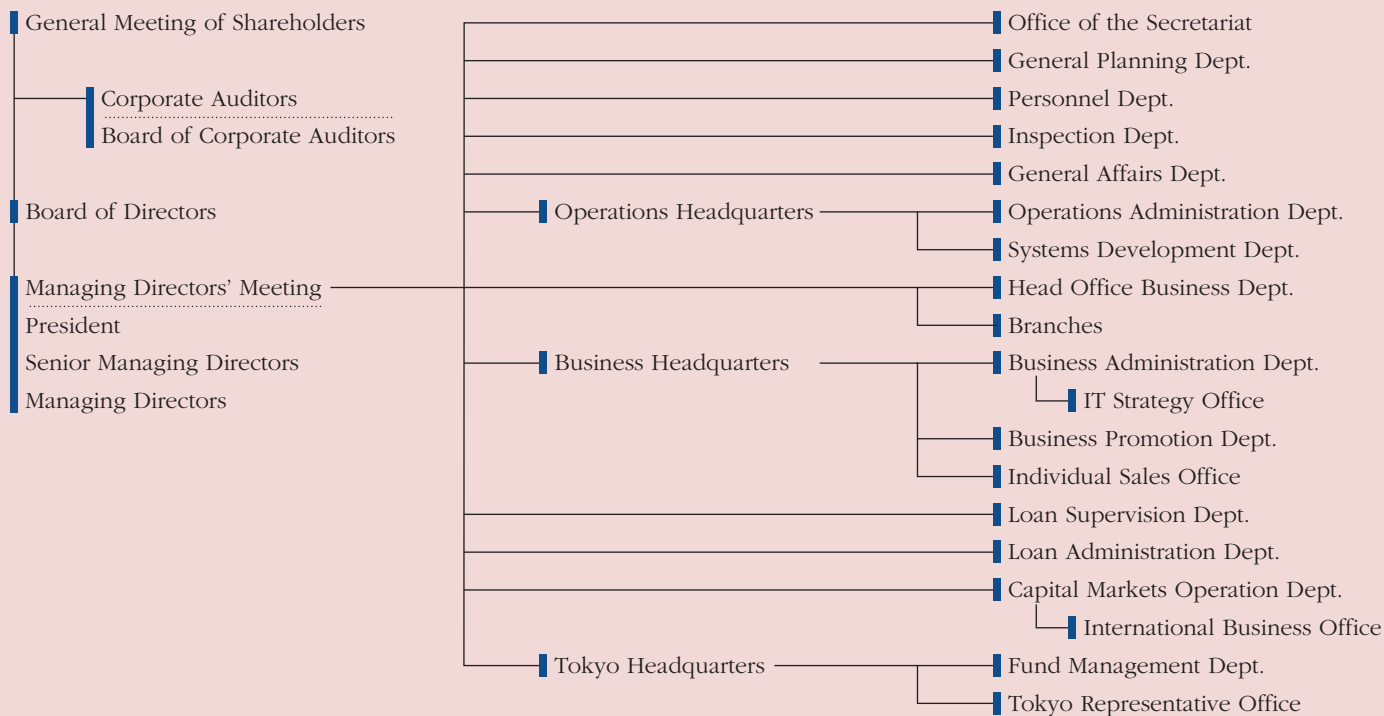 General Meeting of Shareholders
Corporate Auditors
Board of Corporate Auditors
Board of Directors
Managing Directors’ Meeting
President
Senior Managing Directors
Managing Directors
Operations Headquarters
Business Headquarters
Tokyo Headquarters
Office of the Secretariat
General Planning Dept.
Personnel Dept.
Inspection Dept.
General Affairs Dept.
Operations Administration Dept.
Systems Development Dept.
Head Office Business Dept.
Branches
Business Administration Dept.
IT Strategy Office
Business Promotion Dept.
Individual Sales Office
Loan Supervision Dept.
Loan Administration Dept.
Capital Markets Operation Dept.
International Business Office
Fund Management Dept.
Tokyo Representative Office